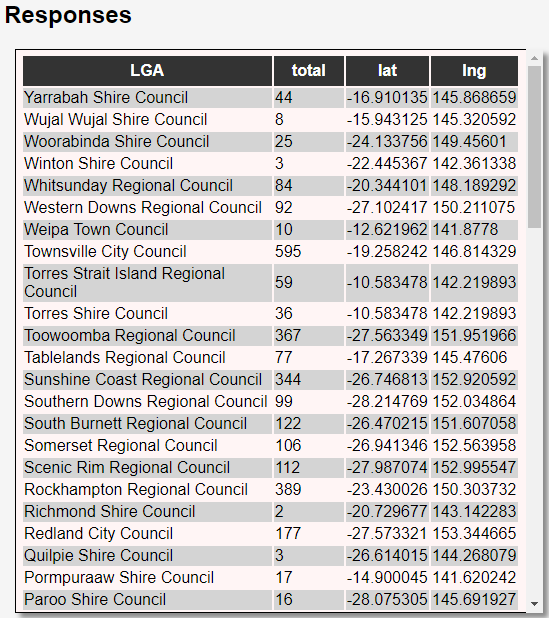 Responses
LGA total lat lng
Yarrabah Shire Council 44 -16.910135 145.868659
Wujal Wujal Shire Council 8 -15.943125 145.320592
Woorabinda Shire Council 25 -24.133756 149.45601
Winton Shire Council 3 -22.445367 142.361338
Whitsunday Regional Council 84 -20.344101 148.189292
Western Downs Regional Council 92 -27.102417 150.211075
Weipa Town Council 10 -12.621962 141.8778
Townsville City Council 595 -19.258242 146.814329
Torres Strait Island Regional
Council 59 -10.583478 142.219893
Torres Shire Council 36 -10.583478 142.219893
Toowoomba Regional Council 367 -27.563349 151.951966
Tablelands Regional Council 77 -17.267339 145.47606
Sunshine Coast Regional Council 344 -26.746813 152.920592
Southern Downs Regional Council 99 -28.214769 152.034864
South Burnett Regional Council 122 -26.470215 151.607058
Somerset Regional Council 106 -26.941346 152.563958
Scenic Rim Regional Council 112 -27.987074 152.995547
Rockhampton Regional Council 389 -23.430026 150.303732
Richmond Shire Council 2 -20.729677 143.142283
Redland City Council 177 -27.573321 153.344665
Quilpie Shire Council 3 -26.614015 144.268079
Pormpuraaw Shire Council 17 -14.900045 141.620242
Paroo Shire Council 16 -28.075305 145.691927